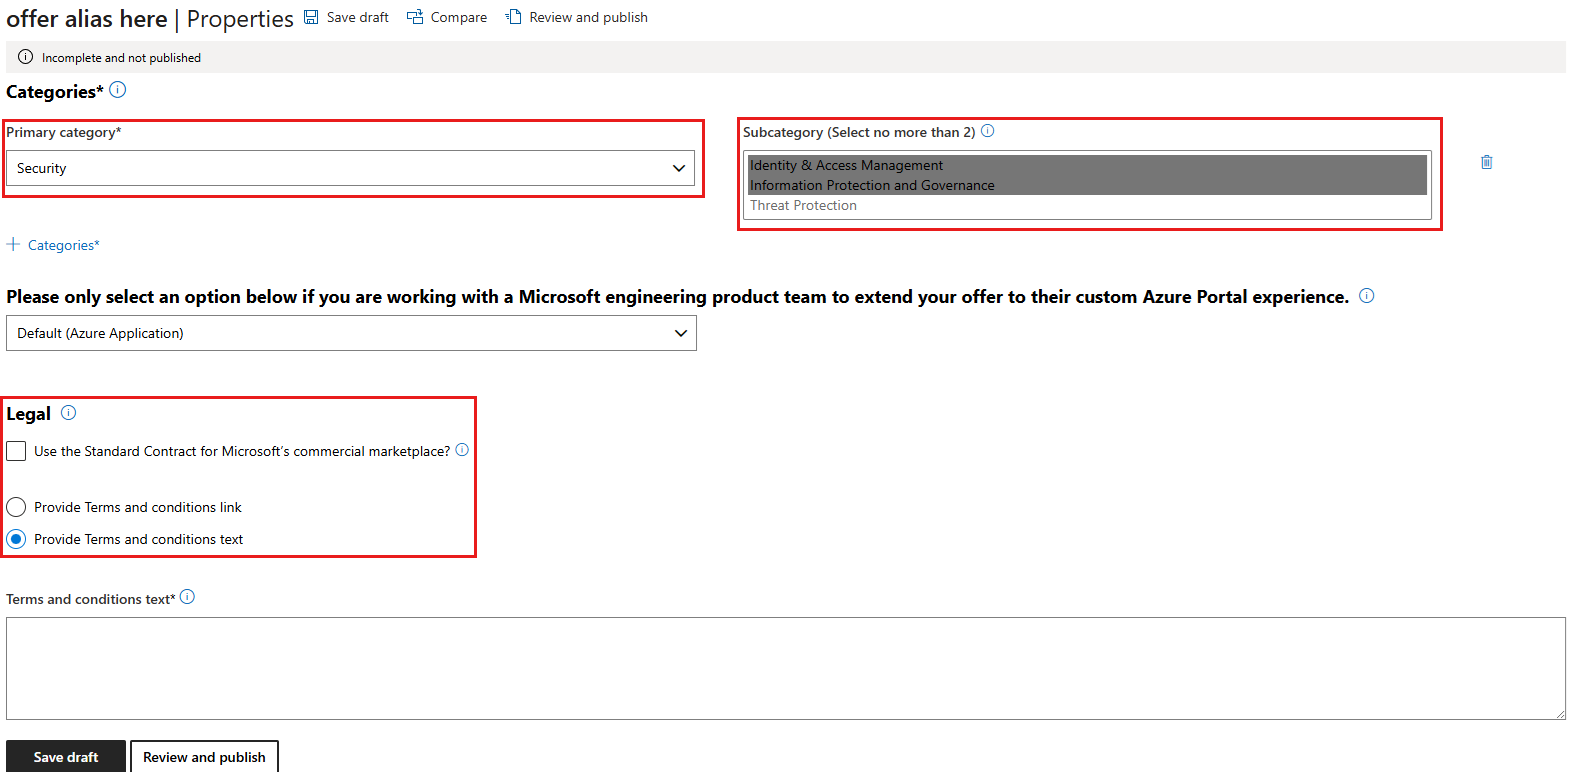 offer alias here | Properties Save draft Compare Review and publish
Incomplete and not published
Categories*
Primary category*
Security
Subcategory (Select no more than 2)
Identity & Access Management
Information Protection and Governance
Threat Protection
Categories*
Please only select an option below if you are working with a Microsoft engineering product team to extend your offer to their custom Azure Portal experience.
Default (Azure Application)
Legal
Use the Standard Contract for Microsoft’s commercial marketplace?
Provide Terms and conditions link
Provide Terms and conditions text
Terms and conditions text*
Save draft Review and publish